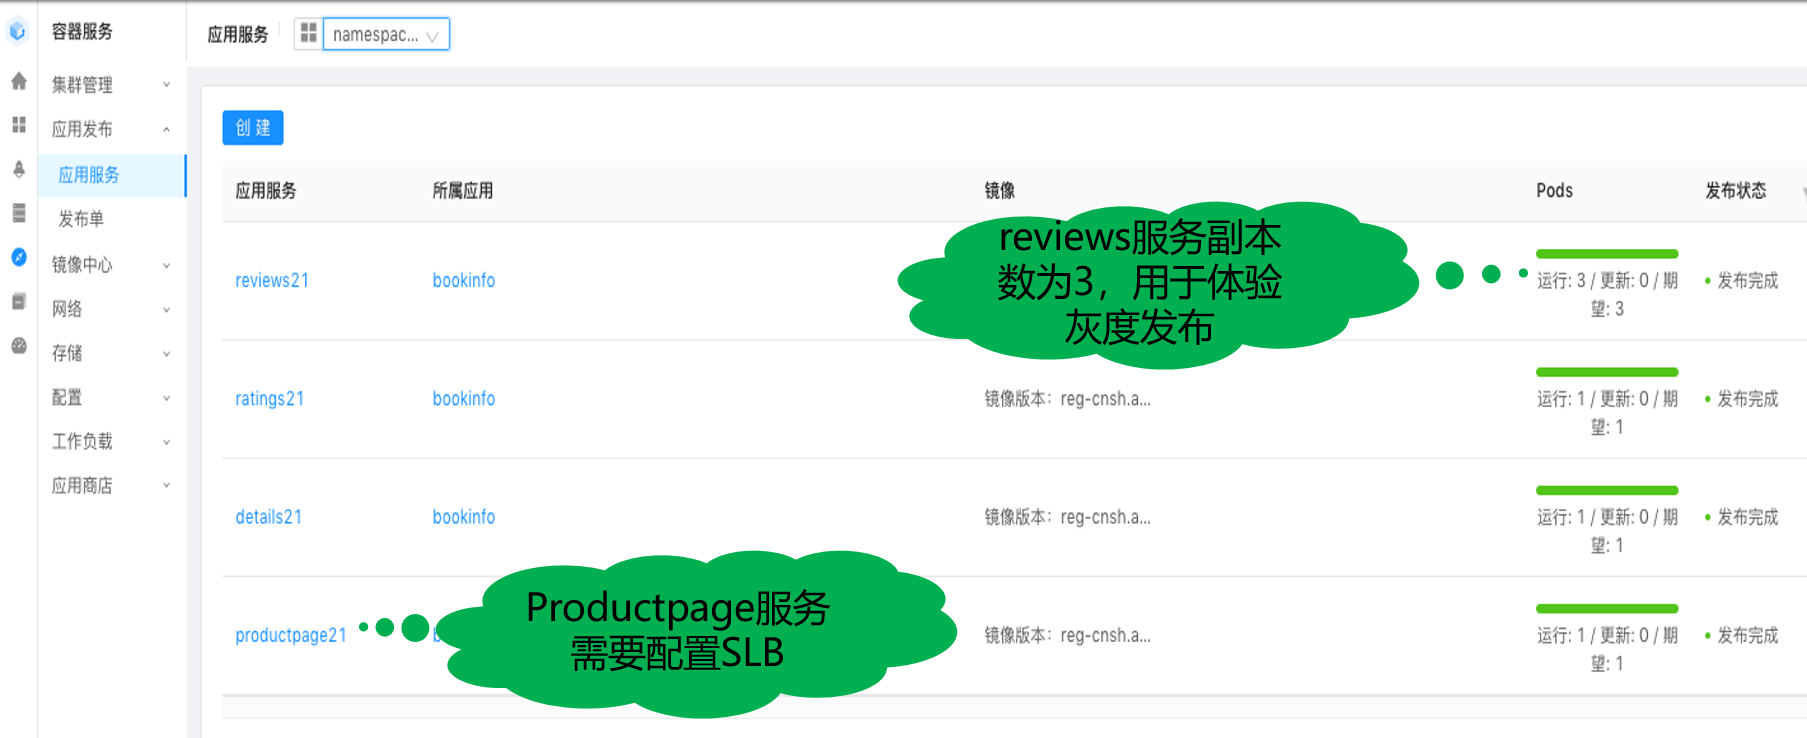 容器服务
应用服务
namespac...
集群管理
应用发布
应用服务
发布单
镜像中心
网络
存储
配置
工作负载
应用商店
创 建
应用服务 所属应用 镜像 Pods 发布状态
reviews21 bookinfo 运行: 3 / 更新: 0 / 期 发布完成
望: 3
reviews服务副本
数为3，用于体验
灰度发布
ratings21 bookinfo 镜像版本：reg-cnsh.a... 运行: 1 / 更新: 0 / 期 发布完成
望: 1
details21 bookinfo 镜像版本：reg-cnsh.a... 运行: 1 / 更新: 0 / 期 发布完成
望: 1
productpage21 镜像版本：reg-cnsh.a... 运行: 1 / 更新: 0 / 期 发布完成
望: 1
Productpage服务
需要配置SLB